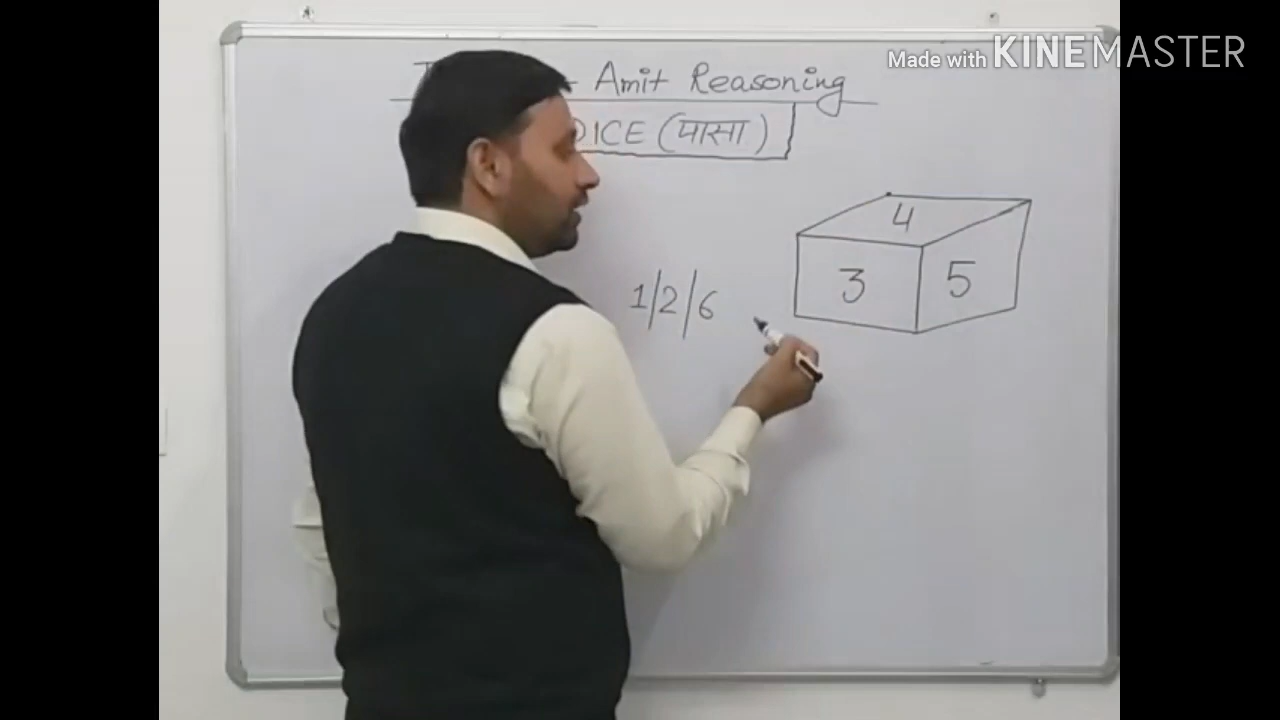 Made with KINEMASTER
Amit Reasoning
DICE (पासा)
4
3 5
1/2/6